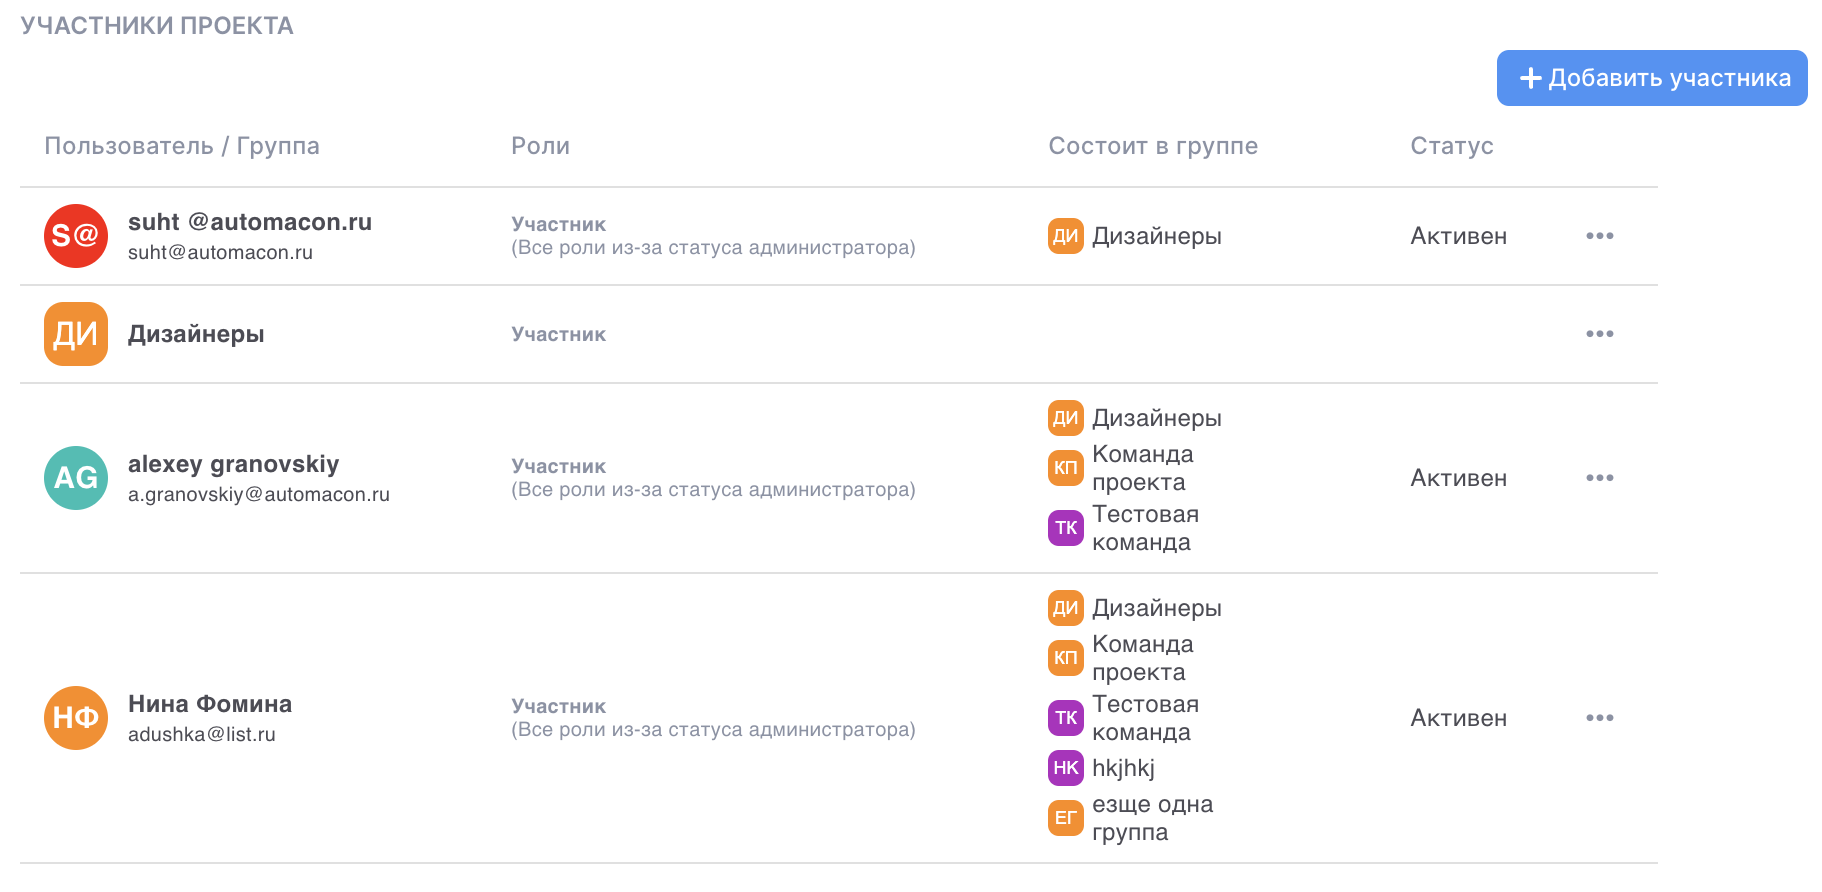 УЧАСТНИКИ ПРОЕКТА
+ Добавить участника
Пользователь / Группа Роли Состоит в группе Статус
S@ suht @automacon.ru
suht@automacon.ru
Участник
(Все роли из-за статуса администратора)
ДИ Дизайнеры
Активен
•••
ДИ Дизайнеры
Участник
•••
AG alexey granovskiy
a.granovskiy@automacon.ru
Участник
(Все роли из-за статуса администратора)
ДИ Дизайнеры
КП Команда
проекта
ТК Тестовая
команда
Активен
•••
НФ Нина Фомина
adushka@list.ru
Участник
(Все роли из-за статуса администратора)
ДИ Дизайнеры
КП Команда
проекта
ТК Тестовая
команда
НК hkjhkj
ЕГ езще одна
группа
Активен
•••